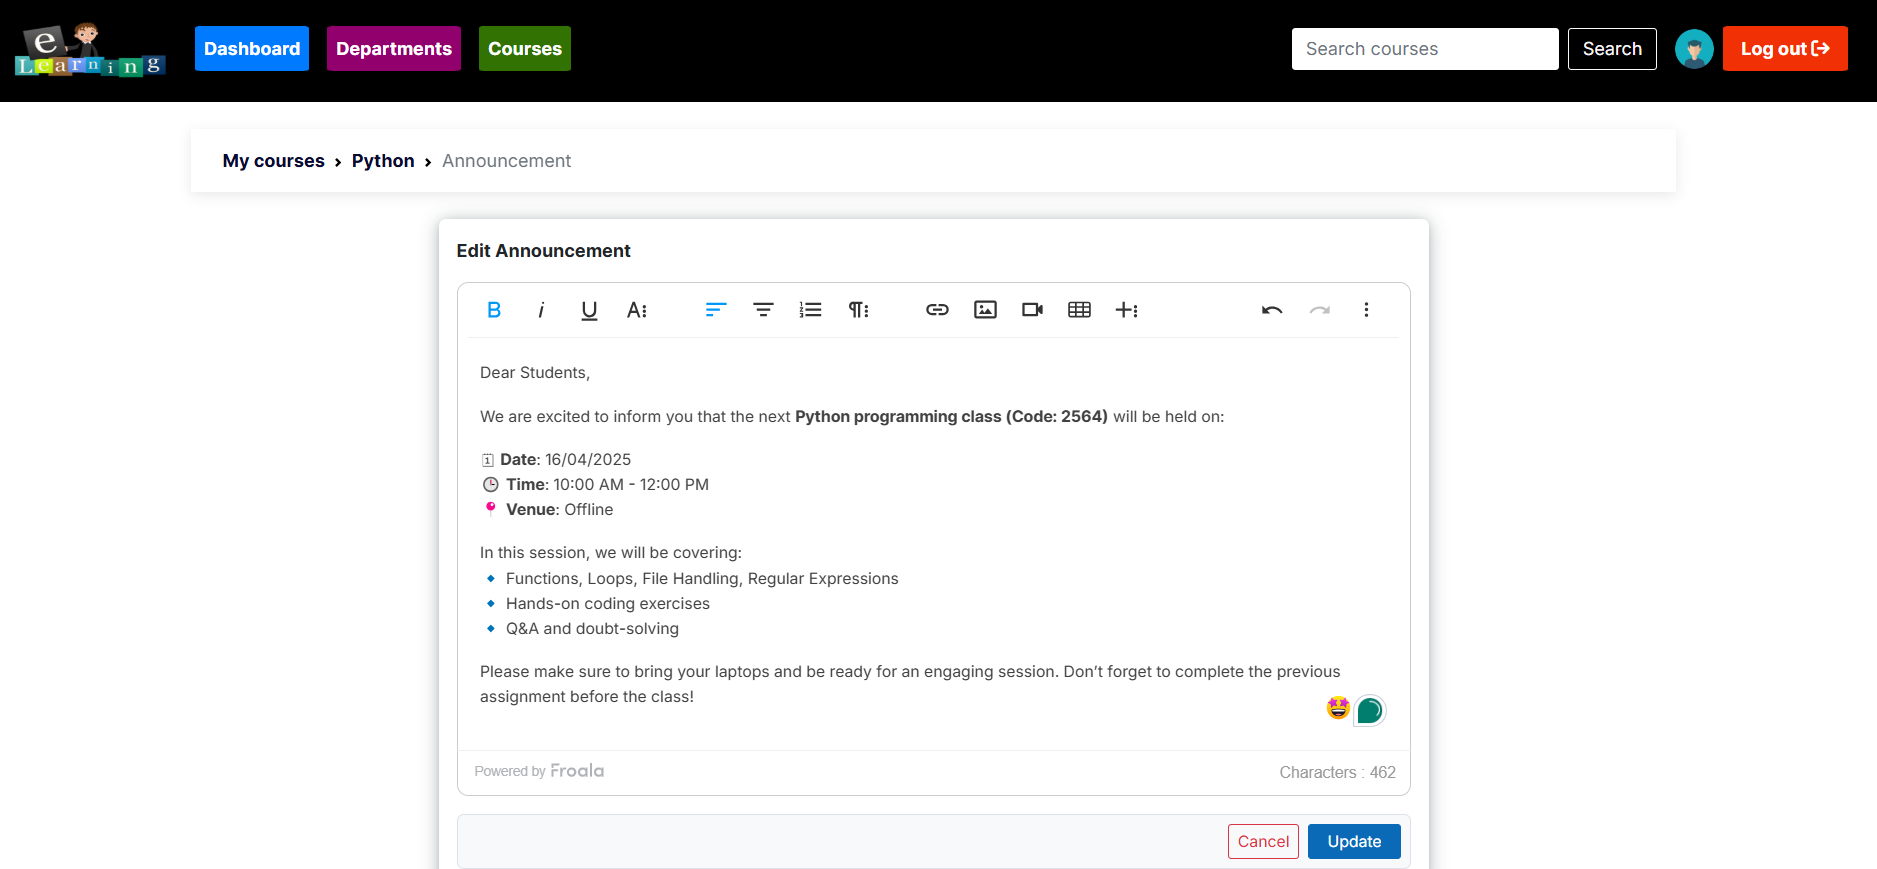 e
Learning
Dashboard
Departments
Courses
Search courses
Search
Log out
My courses › Python › Announcement
Edit Announcement
B i U A
Dear Students,
We are excited to inform you that the next Python programming class (Code: 2564) will be held on:
🗓 Date: 16/04/2025
🕒 Time: 10:00 AM - 12:00 PM
📍 Venue: Offline
In this session, we will be covering:
🔹 Functions, Loops, File Handling, Regular Expressions
🔹 Hands-on coding exercises
🔹 Q&A and doubt-solving
Please make sure to bring your laptops and be ready for an engaging session. Don’t forget to complete the previous
assignment before the class!
Powered by Froala
Characters : 462
Cancel
Update